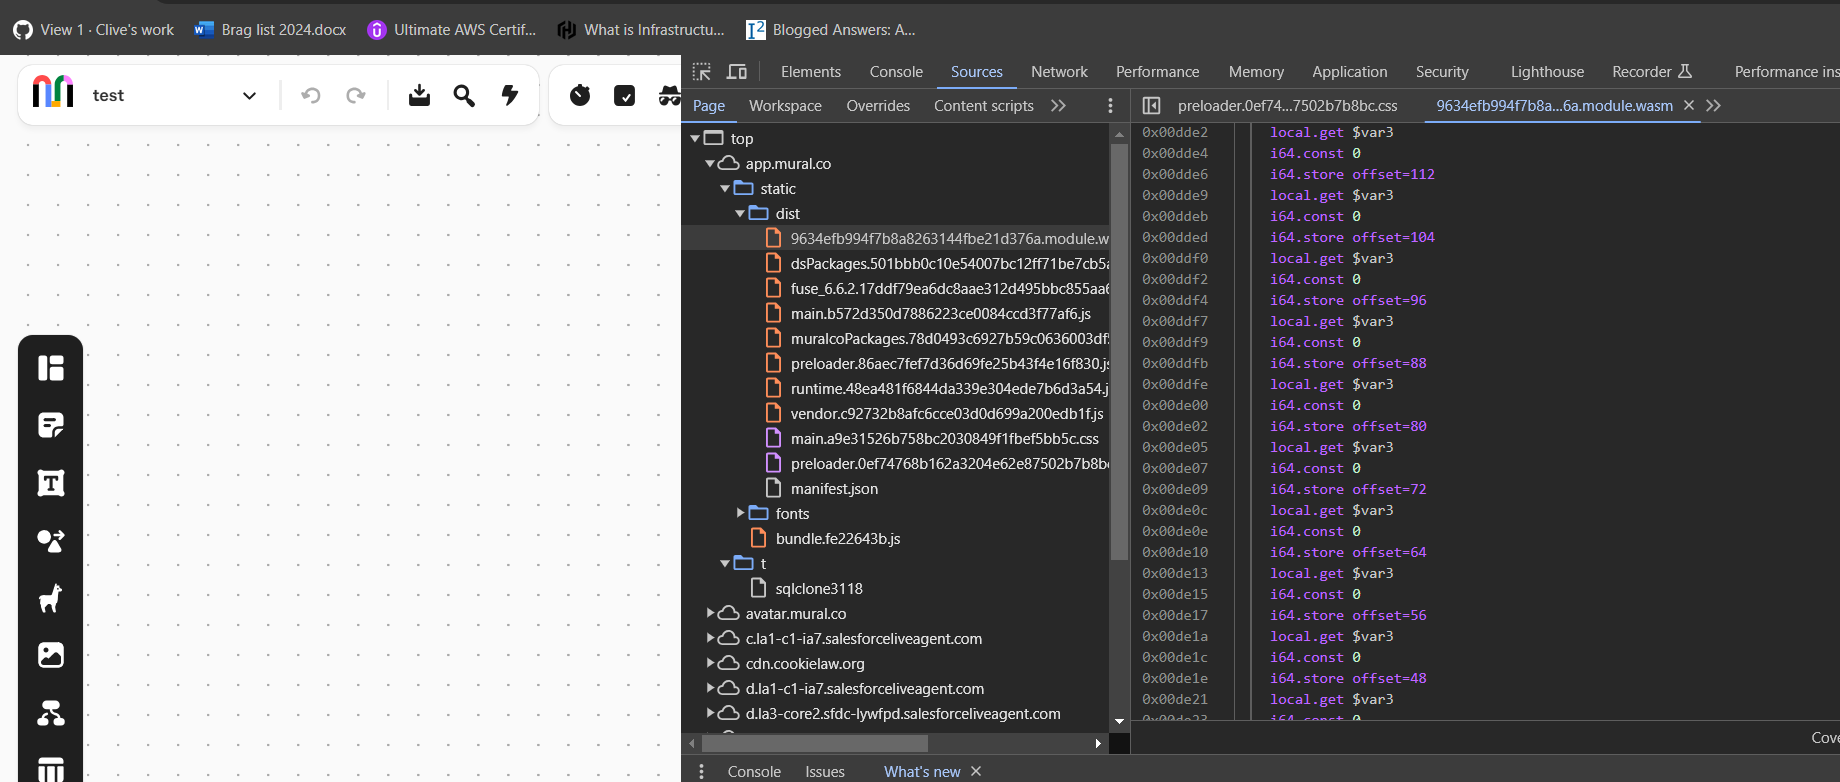 View 1 · Clive's work
Brag list 2024.docx
Ultimate AWS Certif...
What is Infrastructu...
Blogged Answers: A...
test
Elements
Console
Sources
Network
Performance
Memory
Application
Security
Lighthouse
Recorder
Performance ins
Page
Workspace
Overrides
Content scripts
preloader.0ef74...7502b7b8bc.css
9634efb994f7b8a...6a.module.wasm
top
app.mural.co
static
dist
9634efb994f7b8a8263144fbe21d376a.module.w
dsPackages.501bbb0c10e54007bc12ff71be7cb5a
fuse_6.6.2.17ddf79ea6dc8aae312d495bbc855aa6
main.b572d350d7886223ce0084ccd3f77af6.js
muralcoPackages.78d0493c6927b59c0636003df5
preloader.86aec7fef7d36d69fe25b43f4e16f830.js
runtime.48ea481f6844da339e304ede7b6d3a54.j
vendor.c92732b8afc6cce03d0d699a200edb1f.js
main.a9e31526b758bc2030849f1fbef5bb5c.css
preloader.0ef74768b162a3204e62e87502b7b8b
manifest.json
fonts
bundle.fe22643b.js
t
sqlclone3118
avatar.mural.co
c.la1-c1-ia7.salesforceliveagent.com
cdn.cookielaw.org
d.la1-c1-ia7.salesforceliveagent.com
d.la3-core2.sfdc-lywfpd.salesforceliveagent.com
0x00dde2 local.get $var3
0x00dde4 i64.const 0
0x00dde6 i64.store offset=112
0x00dde9 local.get $var3
0x00ddeb i64.const 0
0x00dded i64.store offset=104
0x00ddf0 local.get $var3
0x00ddf2 i64.const 0
0x00ddf4 i64.store offset=96
0x00ddf7 local.get $var3
0x00ddf9 i64.const 0
0x00ddfb i64.store offset=88
0x00ddfe local.get $var3
0x00de00 i64.const 0
0x00de02 i64.store offset=80
0x00de05 local.get $var3
0x00de07 i64.const 0
0x00de09 i64.store offset=72
0x00de0c local.get $var3
0x00de0e i64.const 0
0x00de10 i64.store offset=64
0x00de13 local.get $var3
0x00de15 i64.const 0
0x00de17 i64.store offset=56
0x00de1a local.get $var3
0x00de1c i64.const 0
0x00de1e i64.store offset=48
0x00de21 local.get $var3
0x00de23 i64.const 0
Cove
Console
Issues
What's new